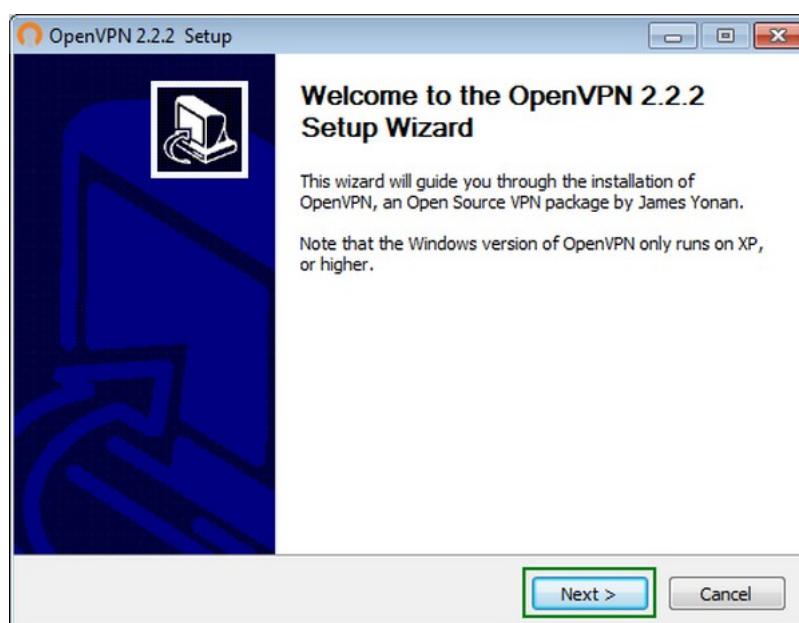 OpenVPN 2.2.2 Setup
Welcome to the OpenVPN 2.2.2
Setup Wizard
This wizard will guide you through the installation of
OpenVPN, an Open Source VPN package by James Yonan.
Note that the Windows version of OpenVPN only runs on XP,
or higher.
Next >
Cancel